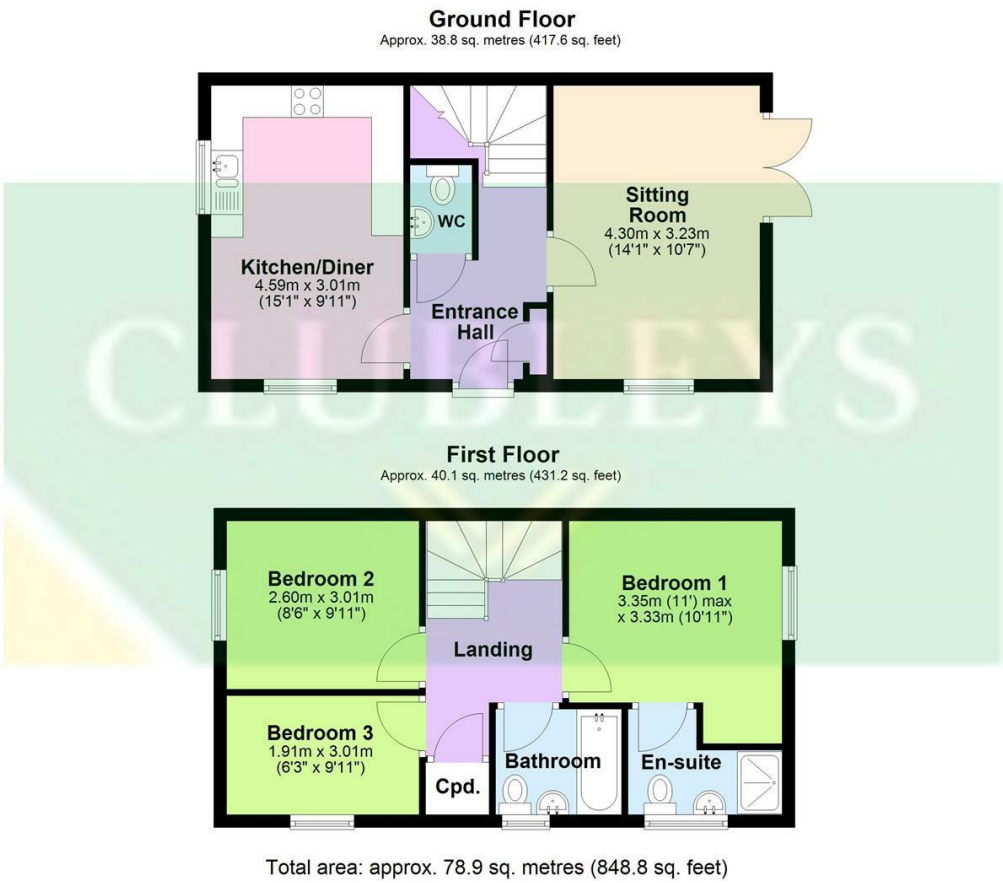 Ground Floor
Approx. 38.8 sq. metres (417.6 sq. feet)
Kitchen/Diner
4.59m x 3.01m
(15'1" x 9'11")
WC
Entrance
Hall
Sitting
Room
4.30m x 3.23m
(14'1" x 10'7")
CLUBLEYS
First Floor
Approx. 40.1 sq. metres (431.2 sq. feet)
Bedroom 2
2.60m x 3.01m
(8'6" x 9'11")
Landing
Bedroom 1
3.35m (11') max
x 3.33m (10'11")
Bedroom 3
1.91m x 3.01m
(6'3" x 9'11")
Cpd.
Bathroom
En-suite
Total area: approx. 78.9 sq. metres (848.8 sq. feet)